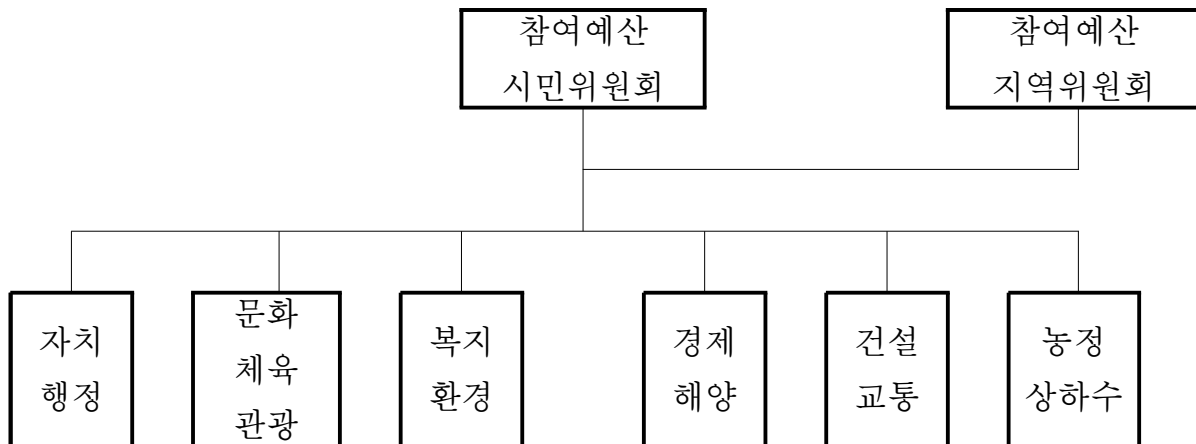 참여예산
시민위원회
참여예산
지역위원회
자치
행정
문화
체육
관광
복지
환경
경제
해양
건설
교통
농정
상하수